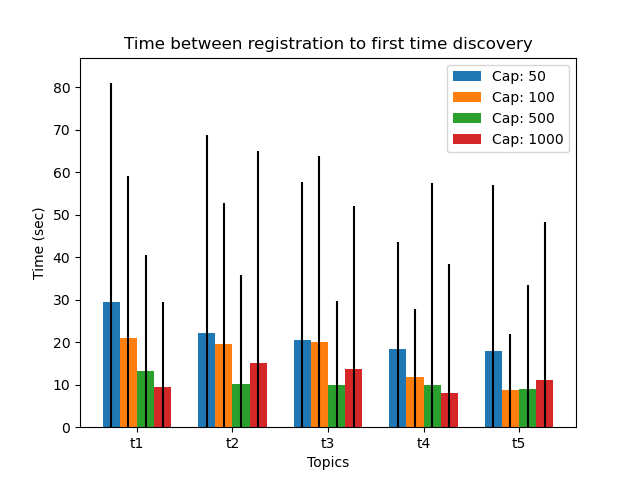 Time between registration to first time discovery
Cap: 50
Cap: 100
Cap: 500
Cap: 1000
80
70
60
50
40
30
20
10
0
Time (sec)
t1 t2 t3 t4 t5
Topics